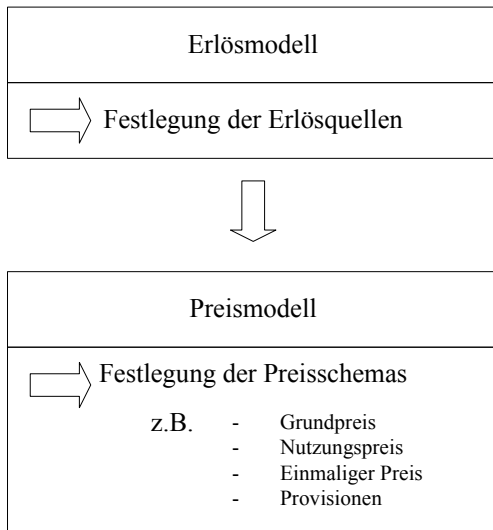 Erlösmodell
Festlegung der Erlösquellen
Preismodell
Festlegung der Preisschemas
z.B. - Grundpreis
- Nutzungspreis
- Einmaliger Preis
- Provisionen